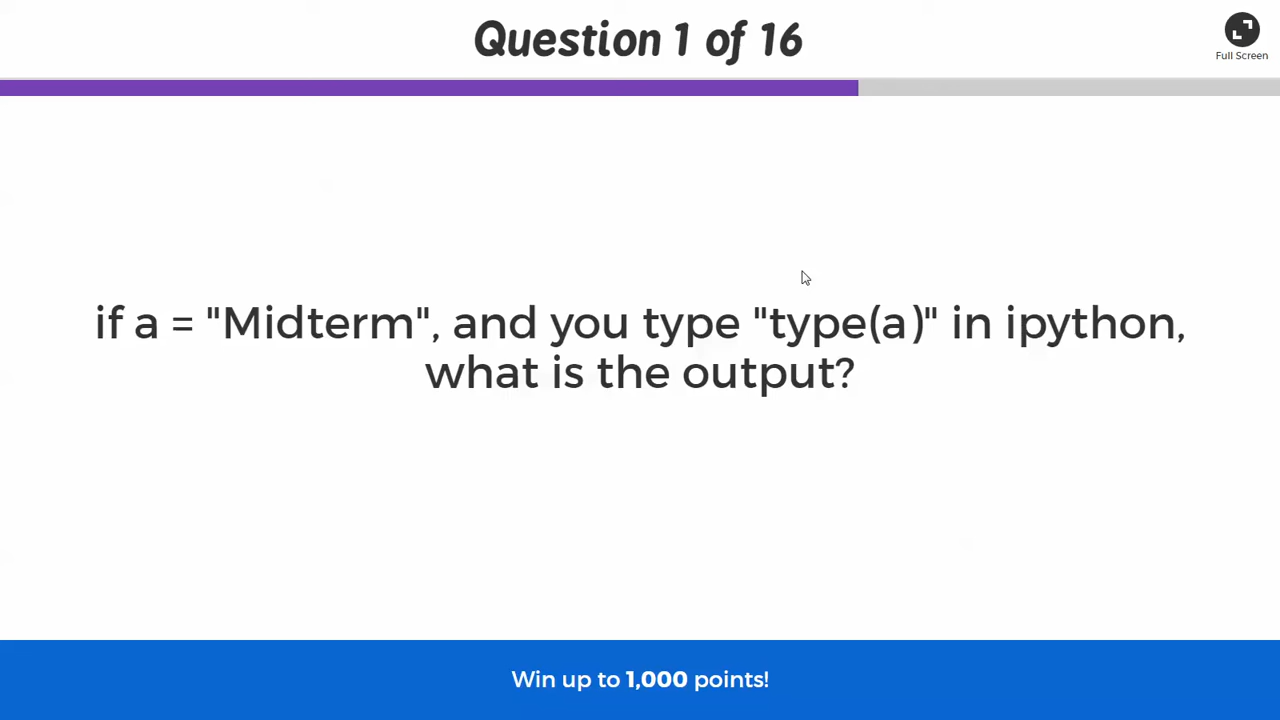 Question 1 of 16
Full Screen
if a = "Midterm", and you type "type(a)" in ipython,
what is the output?
Win up to 1,000 points!